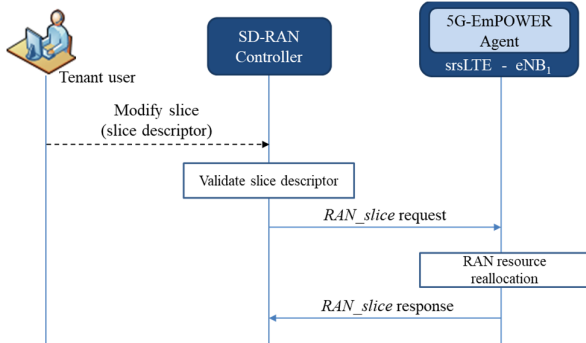 Tenant user
SD-RAN
Controller
5G-EmPOWER
Agent
srsLTE - eNB1
Modify slice
(slice descriptor)
Validate slice descriptor
RAN_slice request
RAN resource
reallocation
RAN_slice response